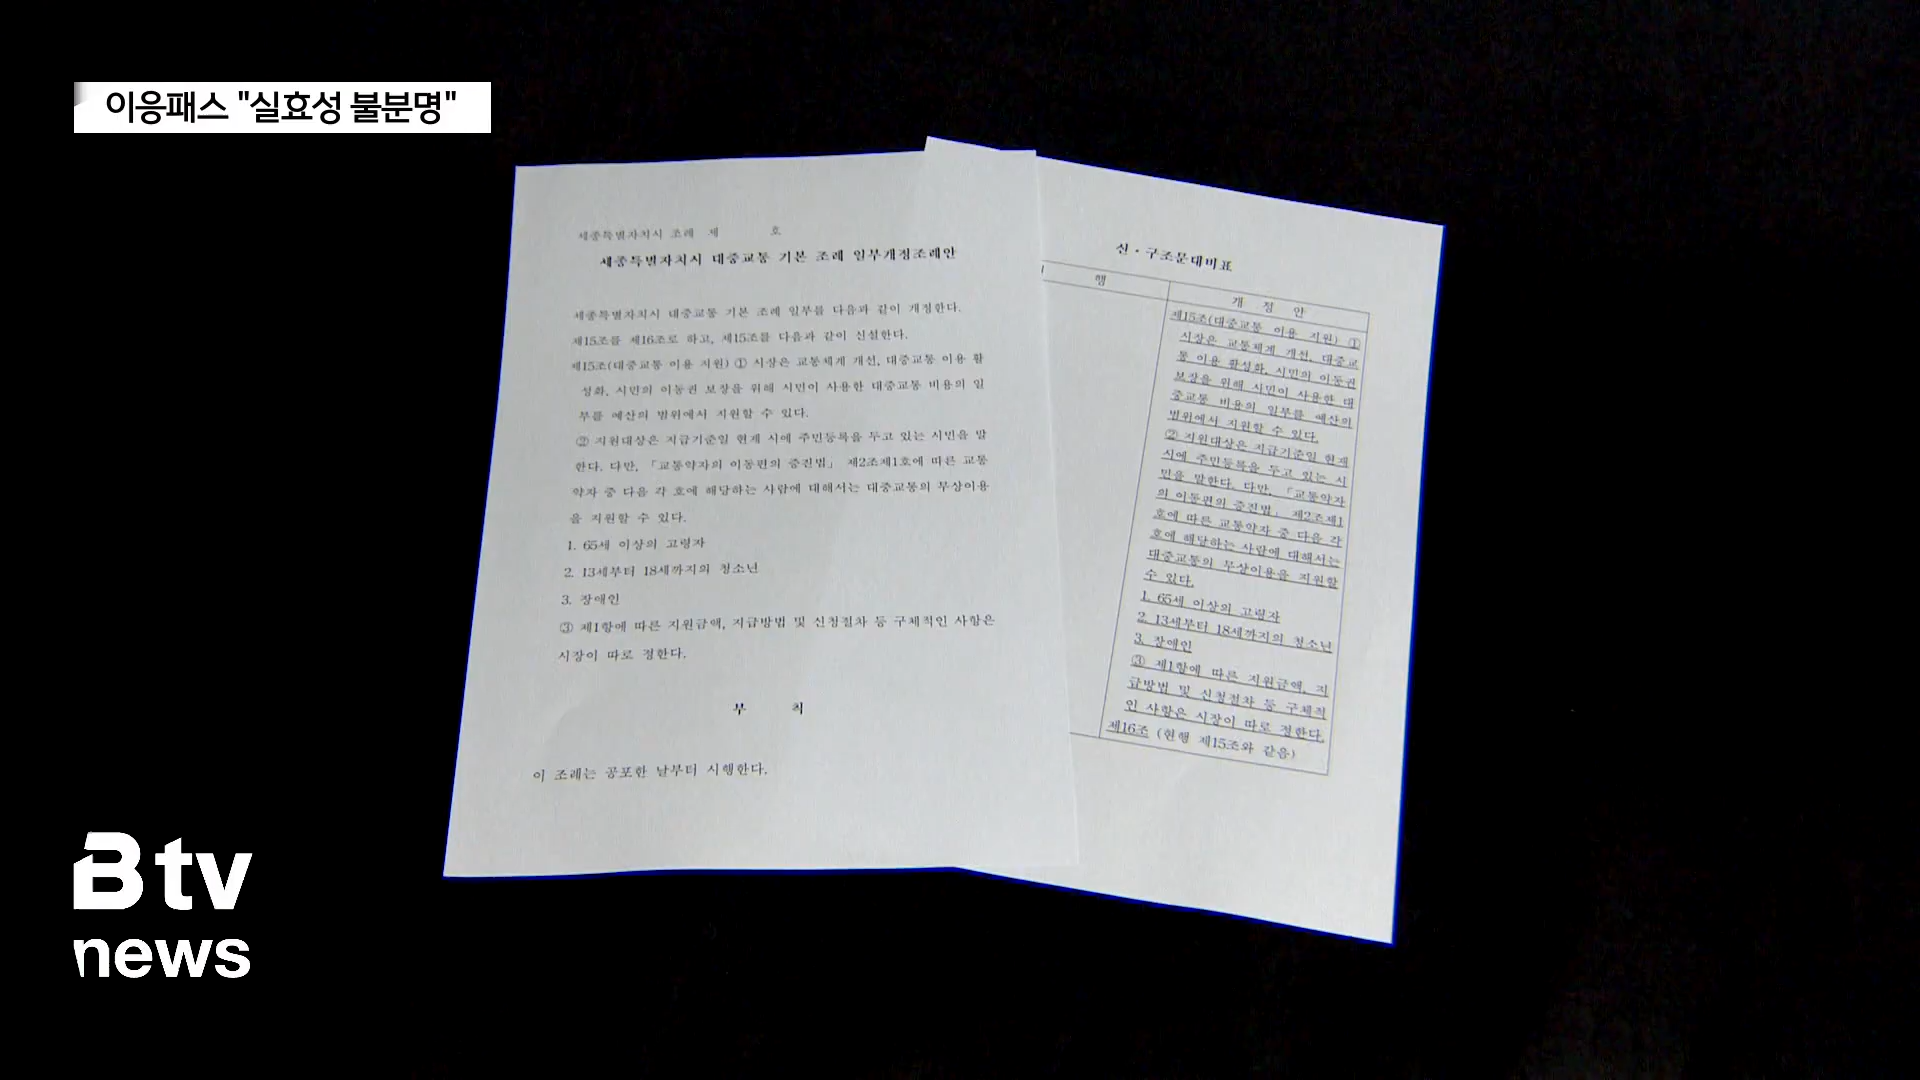 이응패스 "실효성 불분명"
세종특별자치시 조례 제 호
세종특별자치시 대중교통 기본 조례 일부개정조례안
세종특별자치시 대중교통 기본 조례 일부를 다음과 같이 개정한다.
제15조를 제16조로 하고, 제15조를 다음과 같이 신설한다.
제15조(대중교통 이용 지원) ① 시장은 교통체계 개선, 대중교통 이용 활
성화, 시민의 이동권 보장을 위해 시민이 사용한 대중교통 비용의 일
부를 예산의 범위에서 지원할 수 있다.
② 지원대상은 지급기준일 현재 시에 주민등록을 두고 있는 시민을 말
한다. 다만, 「교통약자의 이동편의 증진법」 제2조제1호에 따른 교통
약자 중 다음 각 호에 해당하는 사람에 대해서는 대중교통의 무상이용
을 지원할 수 있다.
1. 65세 이상의 고령자
2. 13세부터 18세까지의 청소년
3. 장애인
③ 제1항에 따른 지원금액, 지급방법 및 신청절차 등 구체적인 사항은
시장이 따로 정한다.
부 칙
이 조례는 공포한 날부터 시행한다.
신·구조문대비표
행
개 정 안
제15조(대중교통 이용 지원) ①
시장은 교통체계 개선, 대중교
통 이용 활성화, 시민의 이동권
보장을 위해 시민이 사용한 대
중교통 비용의 일부를 예산의
범위에서 지원할 수 있다.
② 지원대상은 지급기준일 현재
시에 주민등록을 두고 있는 시
민을 말한다. 다만, 「교통약자
의 이동편의 증진법」 제2조제1
호에 따른 교통약자 중 다음 각
호에 해당하는 사람에 대해서는
대중교통의 무상이용을 지원할
수 있다.
1. 65세 이상의 고령자
2. 13세부터 18세까지의 청소년
3. 장애인
③ 제1항에 따른 지원금액, 지
급방법 및 신청절차 등 구체적
인 사항은 시장이 따로 정한다.
제16조 (현행 제15조와 같음)
B tv
news